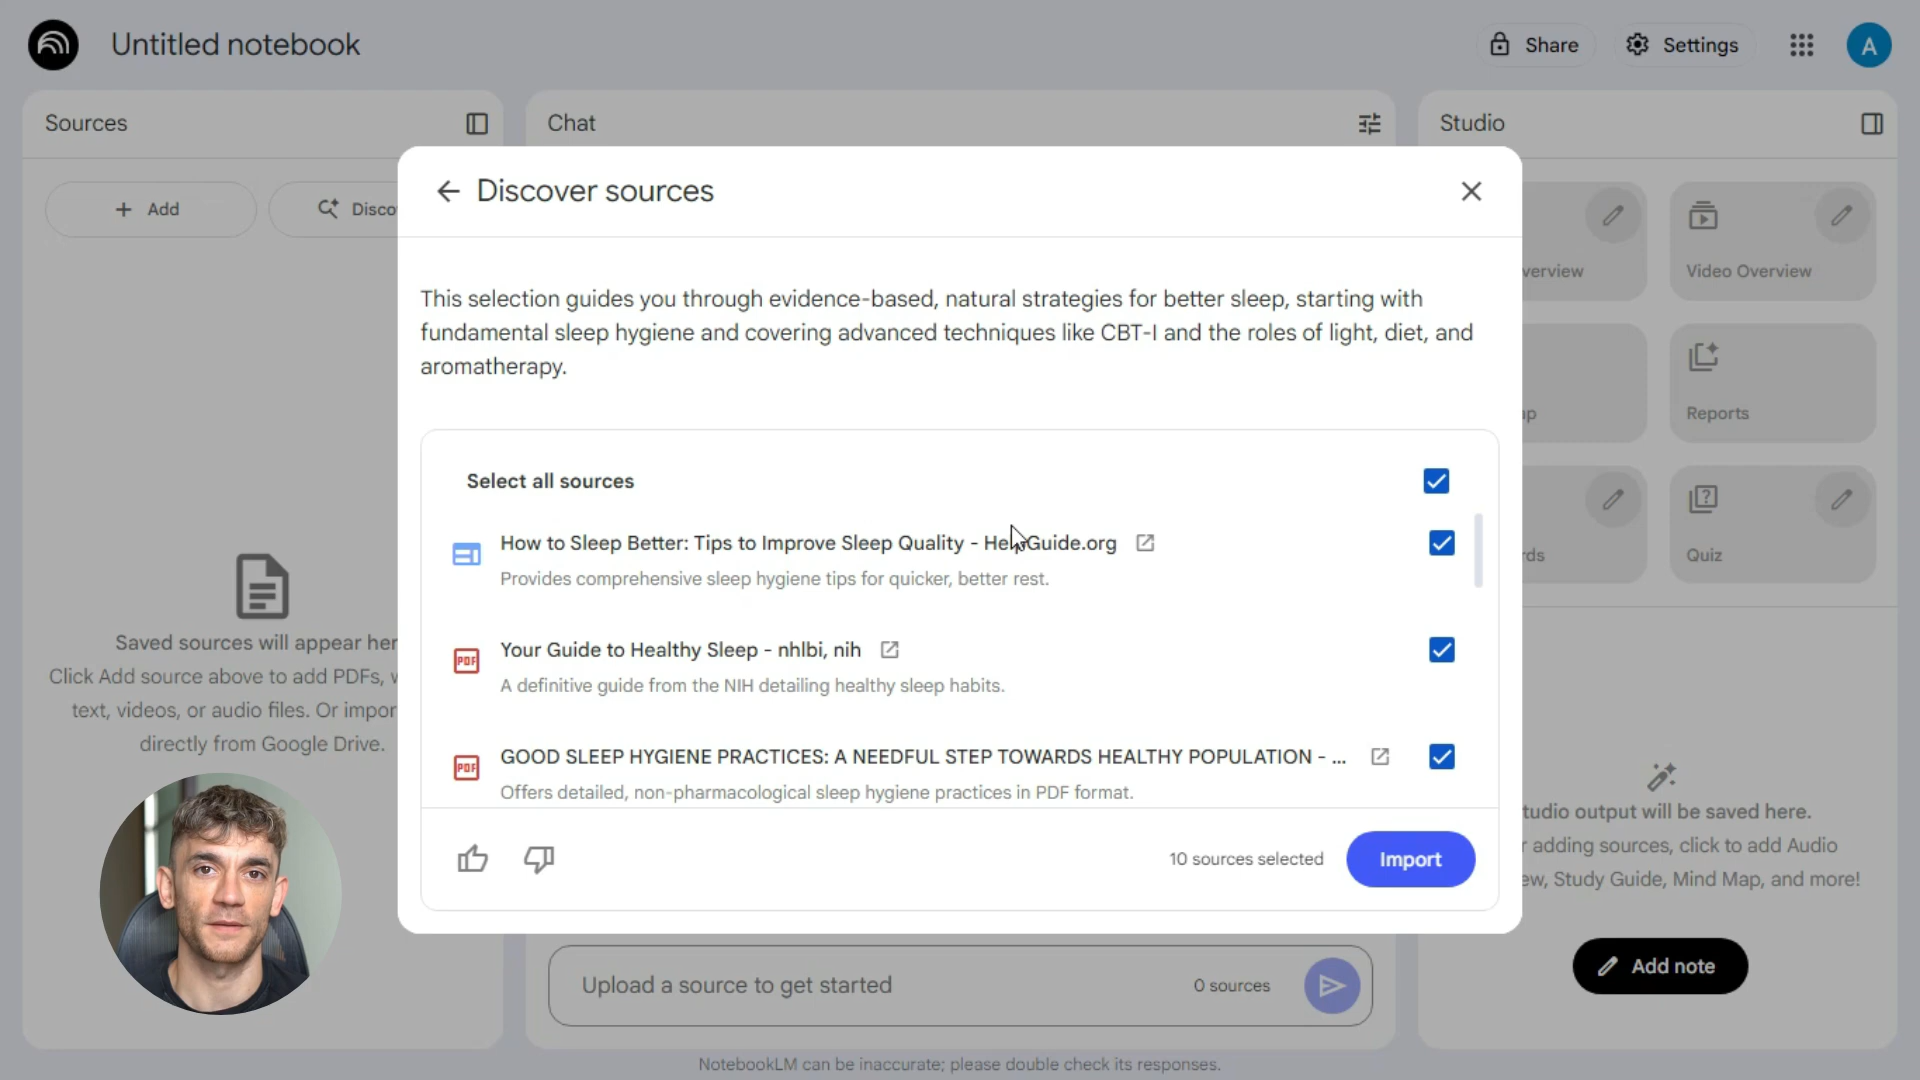 Untitled notebook
Share
Settings
A
Sources
Chat
Studio
Add
Disco
Discover sources
This selection guides you through evidence-based, natural strategies for better sleep, starting with
fundamental sleep hygiene and covering advanced techniques like CBT-I and the roles of light, diet, and
aromatherapy.
Select all sources
How to Sleep Better: Tips to Improve Sleep Quality - HelpGuide.org
Provides comprehensive sleep hygiene tips for quicker, better rest.
PDF
Your Guide to Healthy Sleep - nhlbi, nih
A definitive guide from the NIH detailing healthy sleep habits.
PDF
GOOD SLEEP HYGIENE PRACTICES: A NEEDFUL STEP TOWARDS HEALTHY POPULATION - ...
Offers detailed, non-pharmacological sleep hygiene practices in PDF format.
10 sources selected
Import
Saved sources will appear her
Click Add source above to add PDFs, w
text, videos, or audio files. Or impor
directly from Google Drive.
verview
Video Overview
ap
Reports
rds
Quiz
tudio output will be saved here.
r adding sources, click to add Audio
ew, Study Guide, Mind Map, and more!
Add note
Upload a source to get started
0 sources
NotebookLM can be inaccurate; please double check its responses.